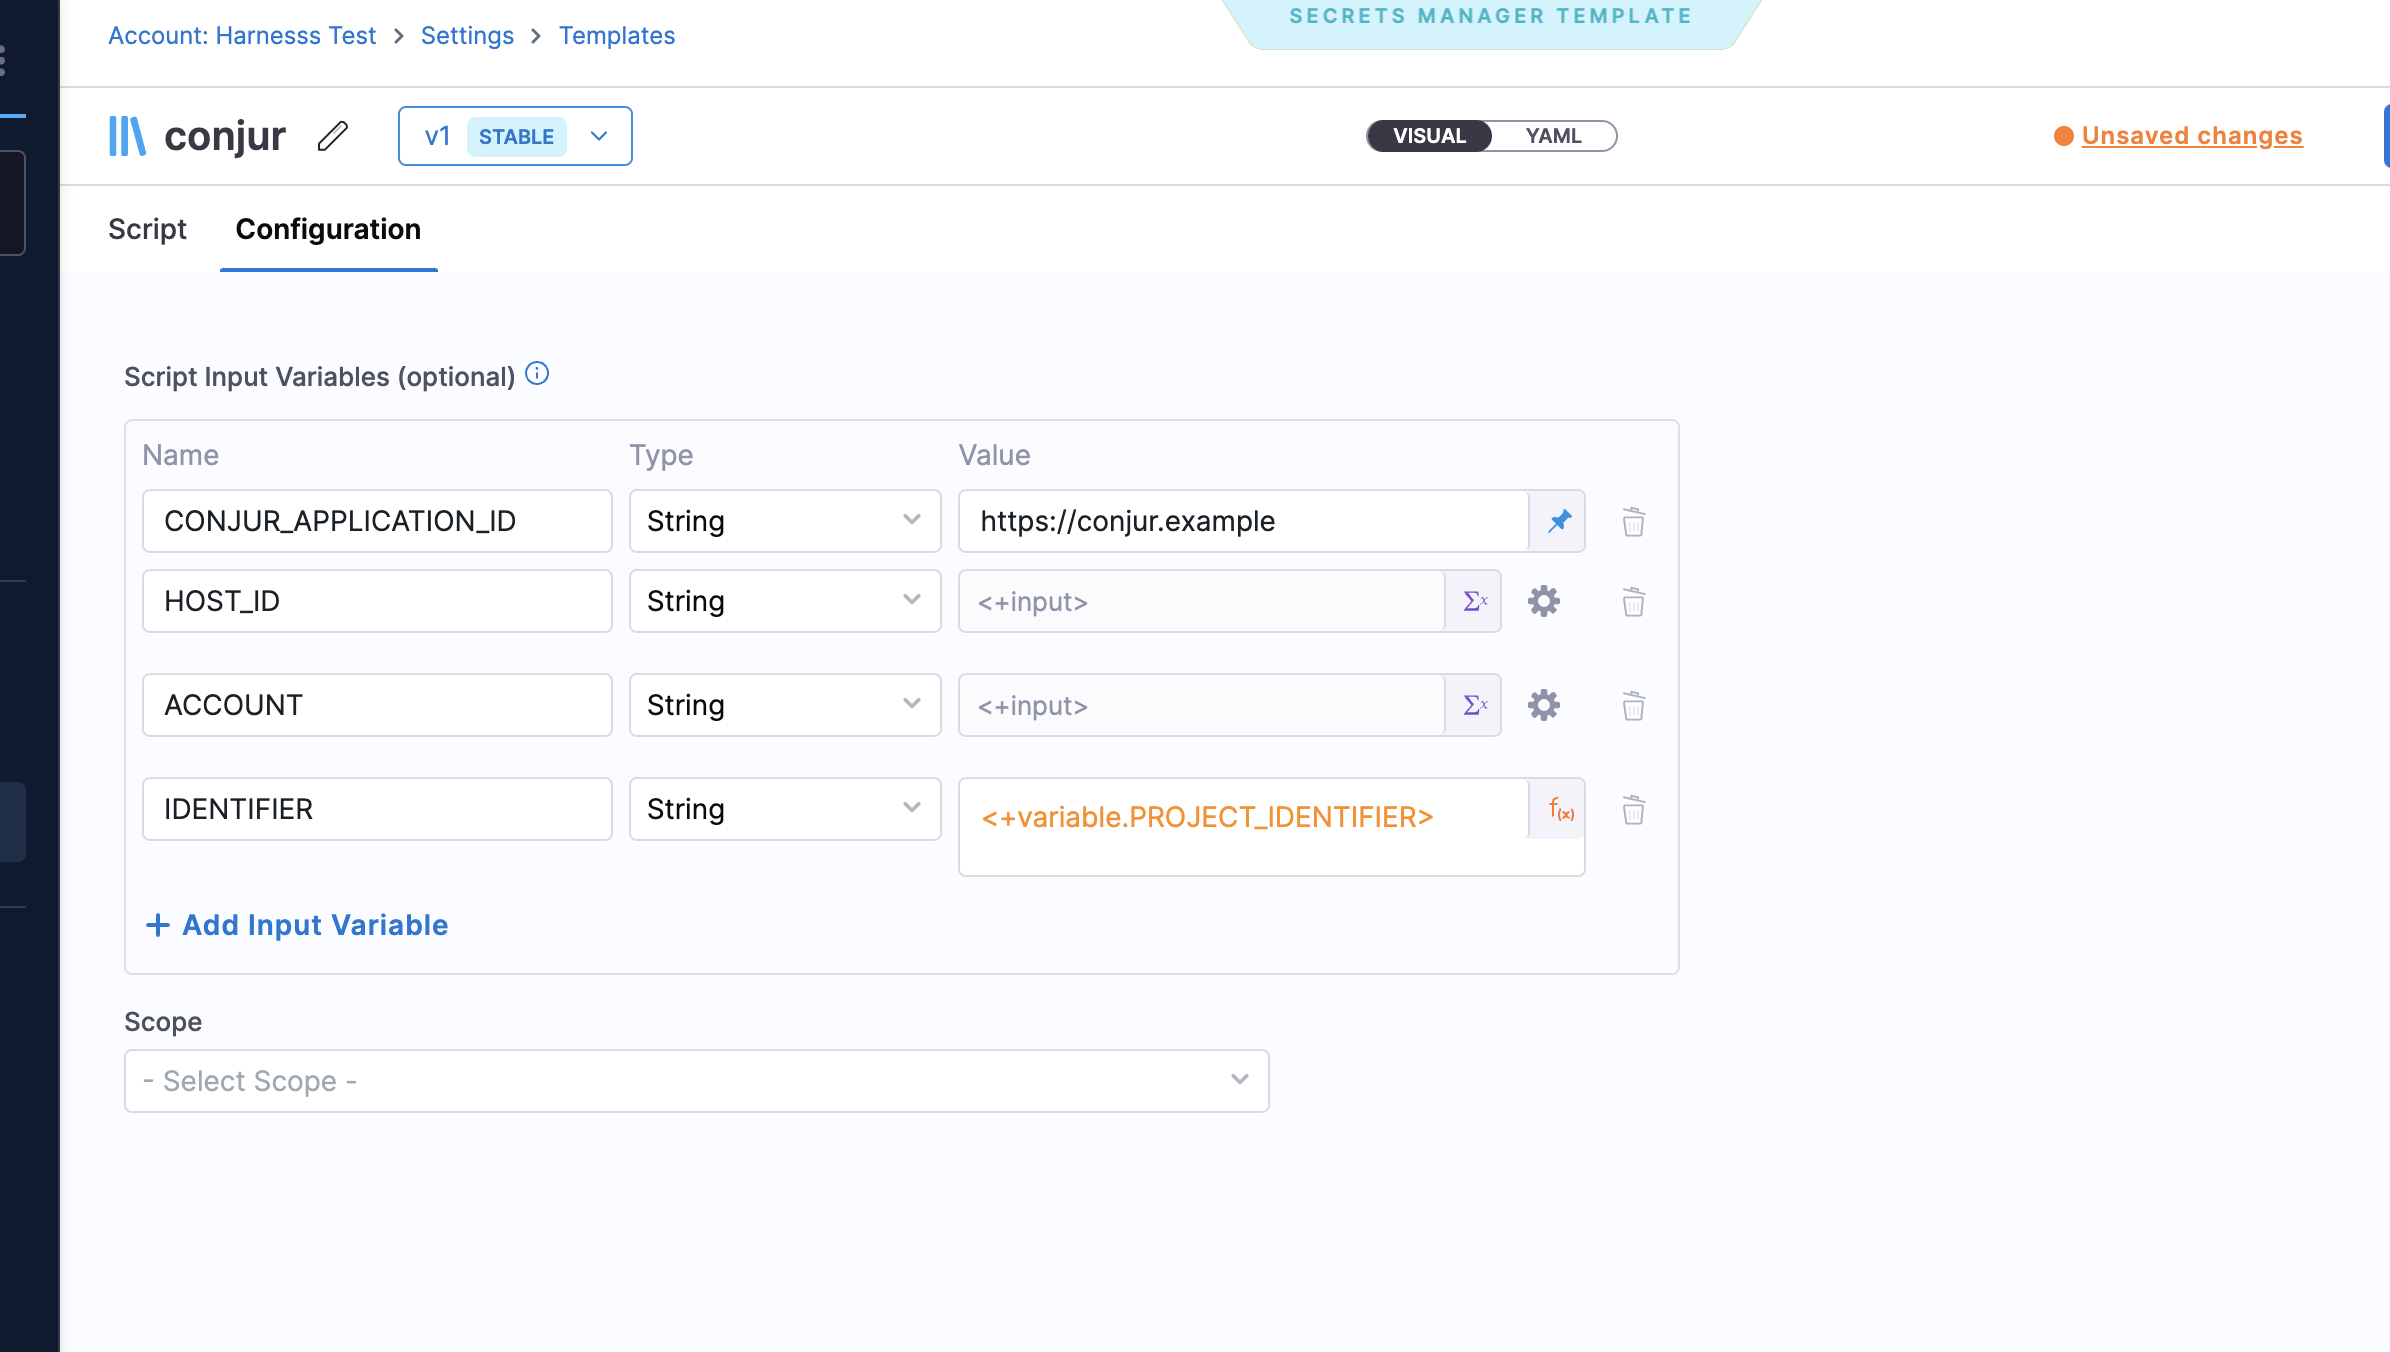 SECRETS MANAGER TEMPLATE
Account: Harnesss Test > Settings > Templates
conjur v1 STABLE VISUAL YAML Unsaved changes
Script Configuration
Script Input Variables (optional)
Name Type Value
CONJUR_APPLICATION_ID String https://conjur.example
HOST_ID String <+input> Σx
ACCOUNT String <+input> Σx
IDENTIFIER String <+variable.PROJECT_IDENTIFIER> f(x)
+ Add Input Variable
Scope
- Select Scope -